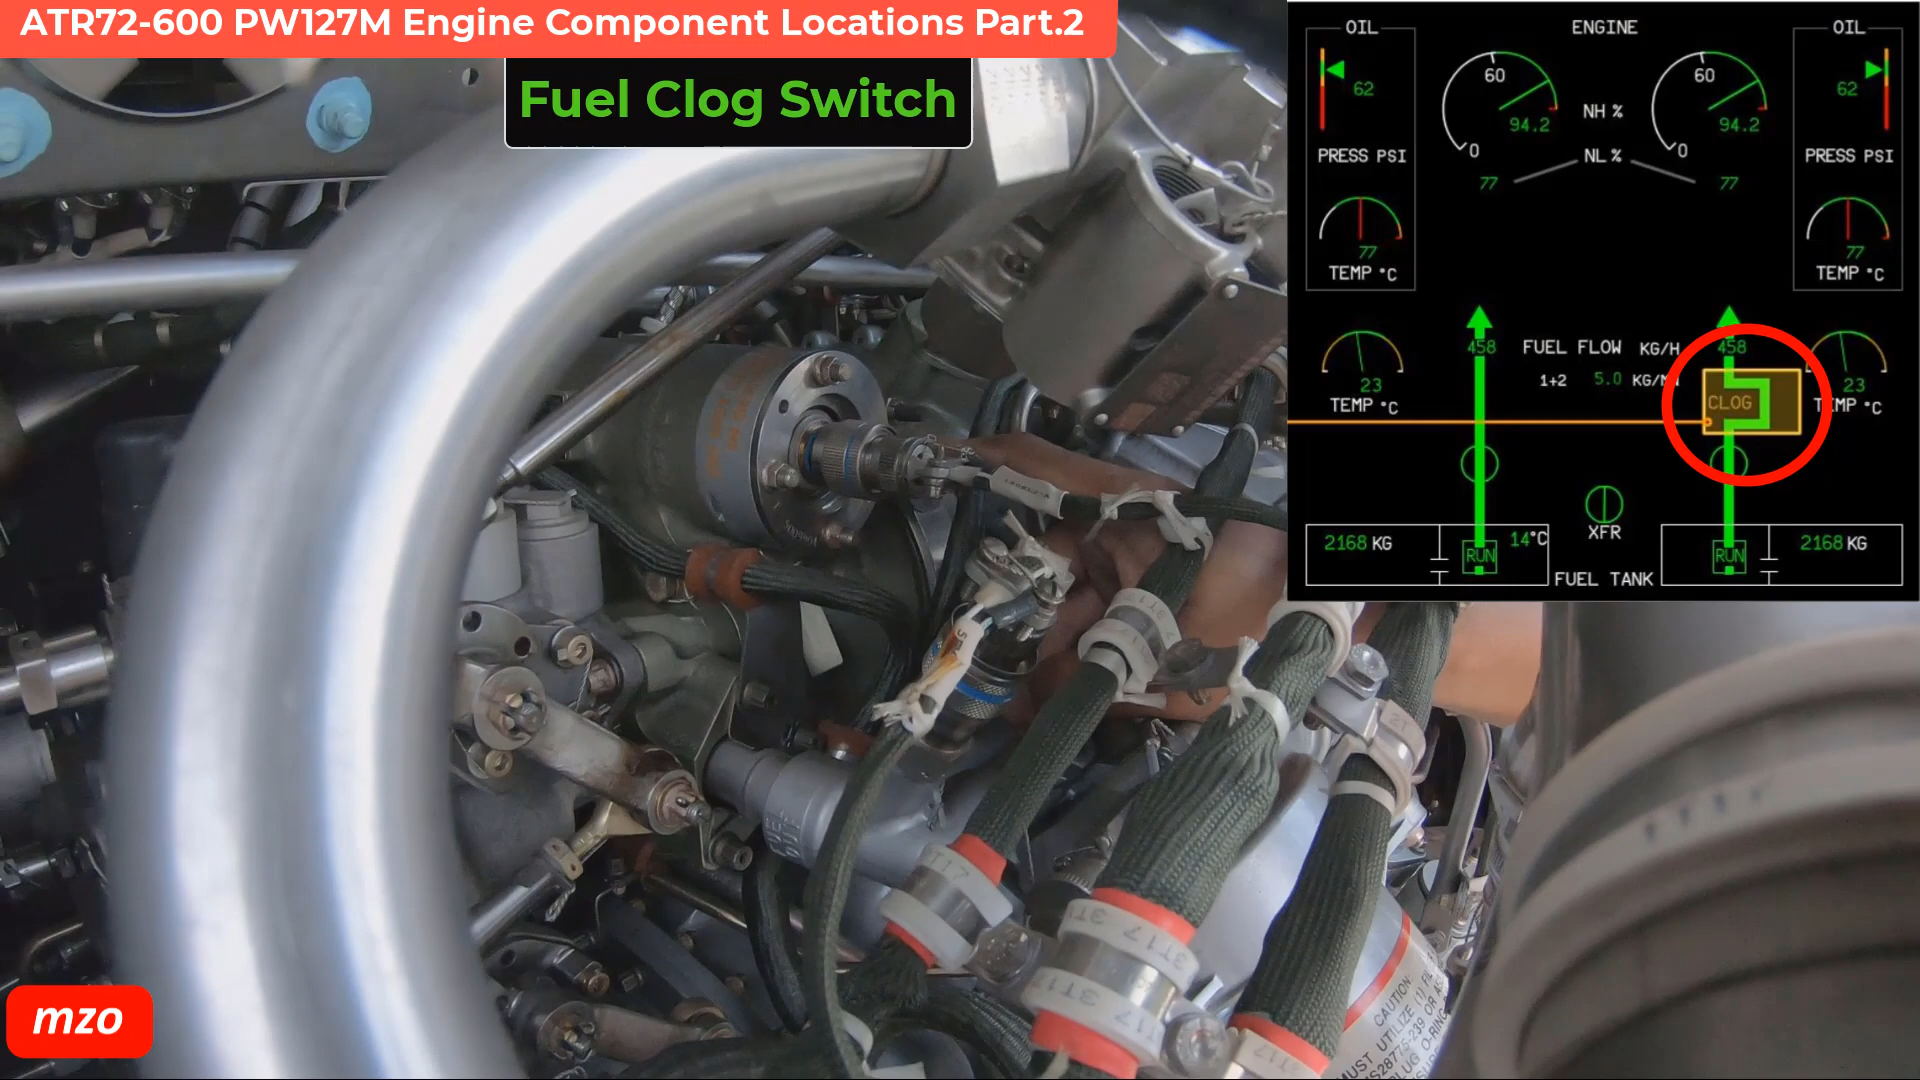 ATR72-600 PW127M Engine Component Locations Part.2
Fuel Clog Switch
OIL
ENGINE
OIL
62
60
60
62
94.2
NH %
94.2
0
0
PRESS PSI
NL %
PRESS PSI
77
77
77
77
TEMP °C
TEMP °C
458
FUEL FLOW KG/H
458
23
1+2 5.0
23
TEMP °C
CLOG
TEMP °C
2168 KG
RUN
14°C
XFR
RUN
2168 KG
FUEL TANK
3T17
3T17
3T17
CAUTION
mzo